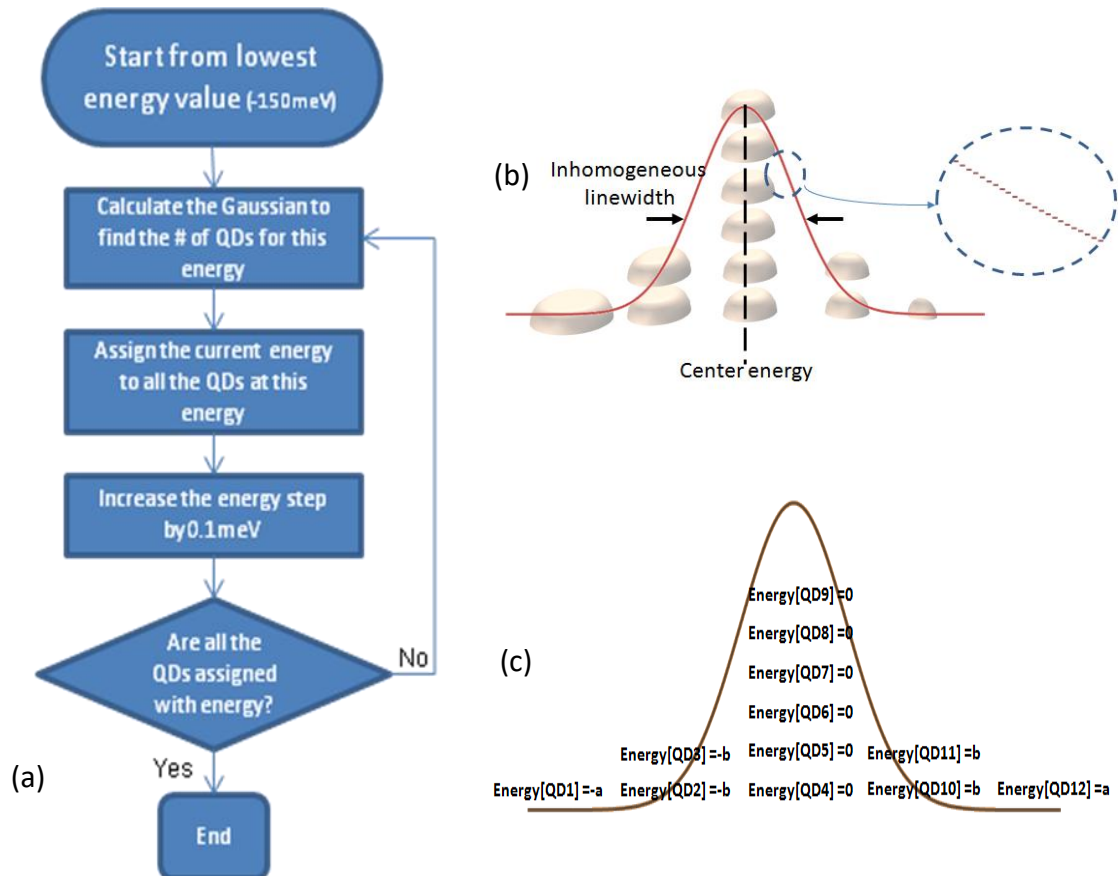 Start from lowest
energy value (-150meV)
Calculate the Gaussian to
find the # of QDs for this
energy
Assign the current energy
to all the QDs at this
energy
Increase the energy step
by0.1meV
Are all the
QDs assigned
with energy?
No
Yes
(a)
End
(b)
Inhomogeneous
linewidth
Center energy
(c)
Energy[QD9] =0
Energy[QD8] =0
Energy[QD7] =0
Energy[QD6] =0
Energy[QD3] =-b Energy[QD5] =0 Energy[QD11] =b
Energy[QD1] =-a Energy[QD2] =-b Energy[QD4] =0 Energy[QD10] =b Energy[QD12] =a